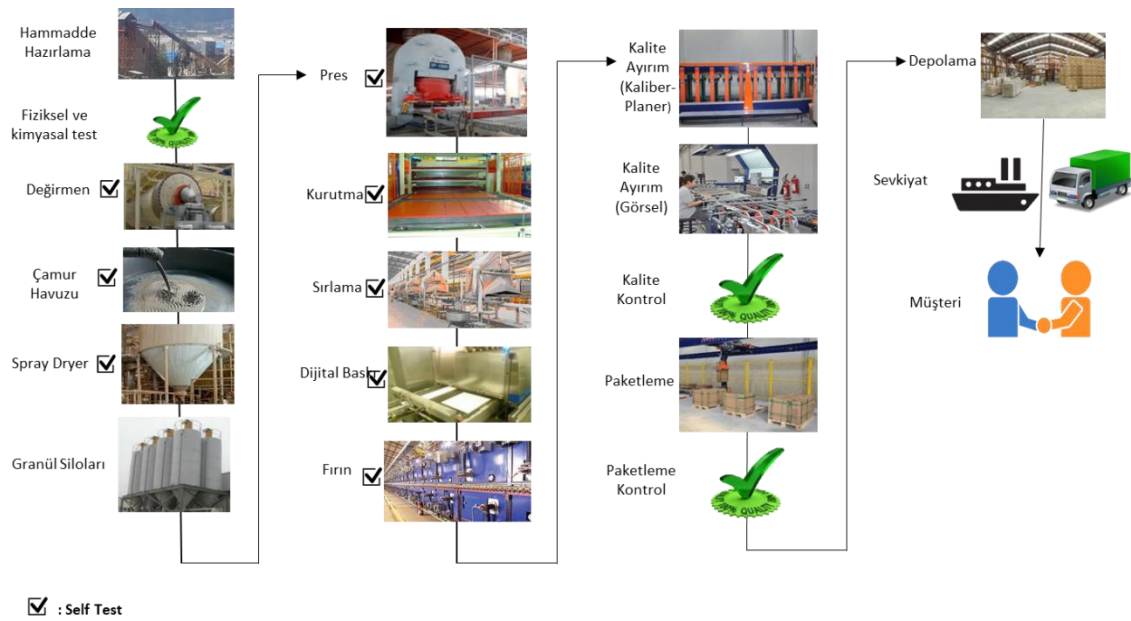 Hammadde
Hazırlama
Fiziksel ve
kimyasal test
Değirmen
Çamur
Havuzu
Spray Dryer
Granül Siloları
Pres
Kurutma
Sırlama
Dijital Baskı
Fırın
Kalite
Ayırım
(Kaliber-
Planer)
Kalite
Ayırım
(Görsel)
Kalite
Kontrol
Paketleme
Paketleme
Kontrol
Depolama
Sevkiyat
Müşteri
: Self Test